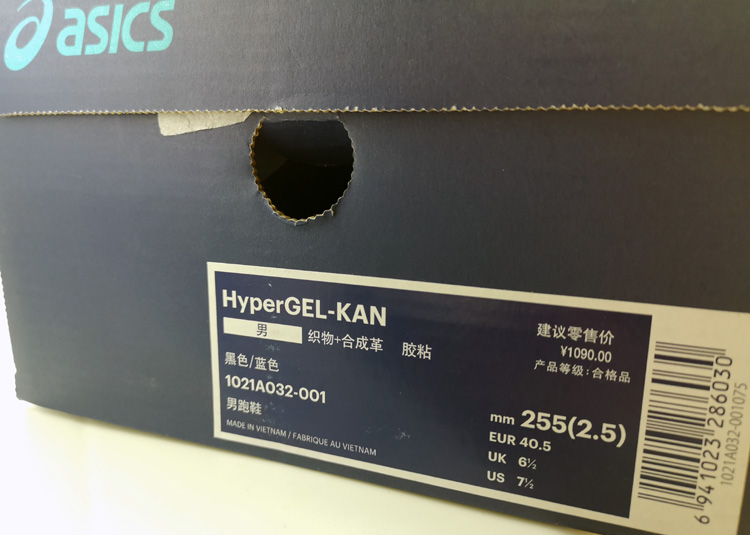 asics
HyperGEL-KAN
男 织物+合成革 胶粘
黑色/蓝色
1021A032-001
男跑鞋
MADE IN VIETNAM / FABRIQUE AU VIETNAM
建议零售价
¥1090.00
产品等级:合格品
mm 255(2.5)
EUR 40.5
UK 6½
US 7½
6 941023 286030
1021A032-001075